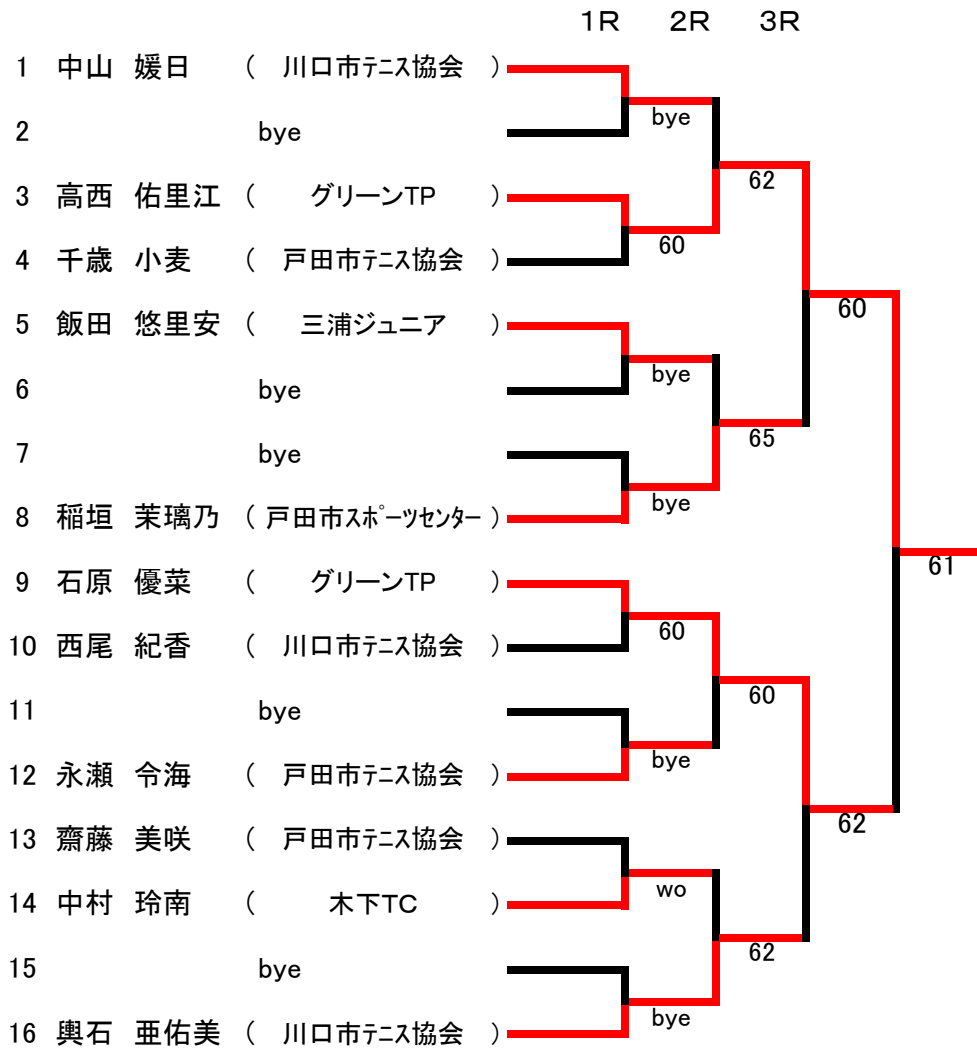 1R 2R 3R
1 中山 媛日 ( 川口市テニス協会 )
bye
2 bye
62
3 高西 佑里江 ( グリーンTP )
60
4 千歳 小麦 ( 戸田市テニス協会 )
60
5 飯田 悠里安 ( 三浦ジュニア )
bye
6 bye
65
7 bye
bye
8 稲垣 茉璃乃 ( 戸田市スポーツセンター )
61
9 石原 優菜 ( グリーンTP )
60
10 西尾 紀香 ( 川口市テニス協会 )
60
11 bye
bye
12 永瀬 令海 ( 戸田市テニス協会 )
62
13 齋藤 美咲 ( 戸田市テニス協会 )
wo
14 中村 玲南 ( 木下TC )
62
15 bye
bye
16 輿石 亜佑美 ( 川口市テニス協会 )